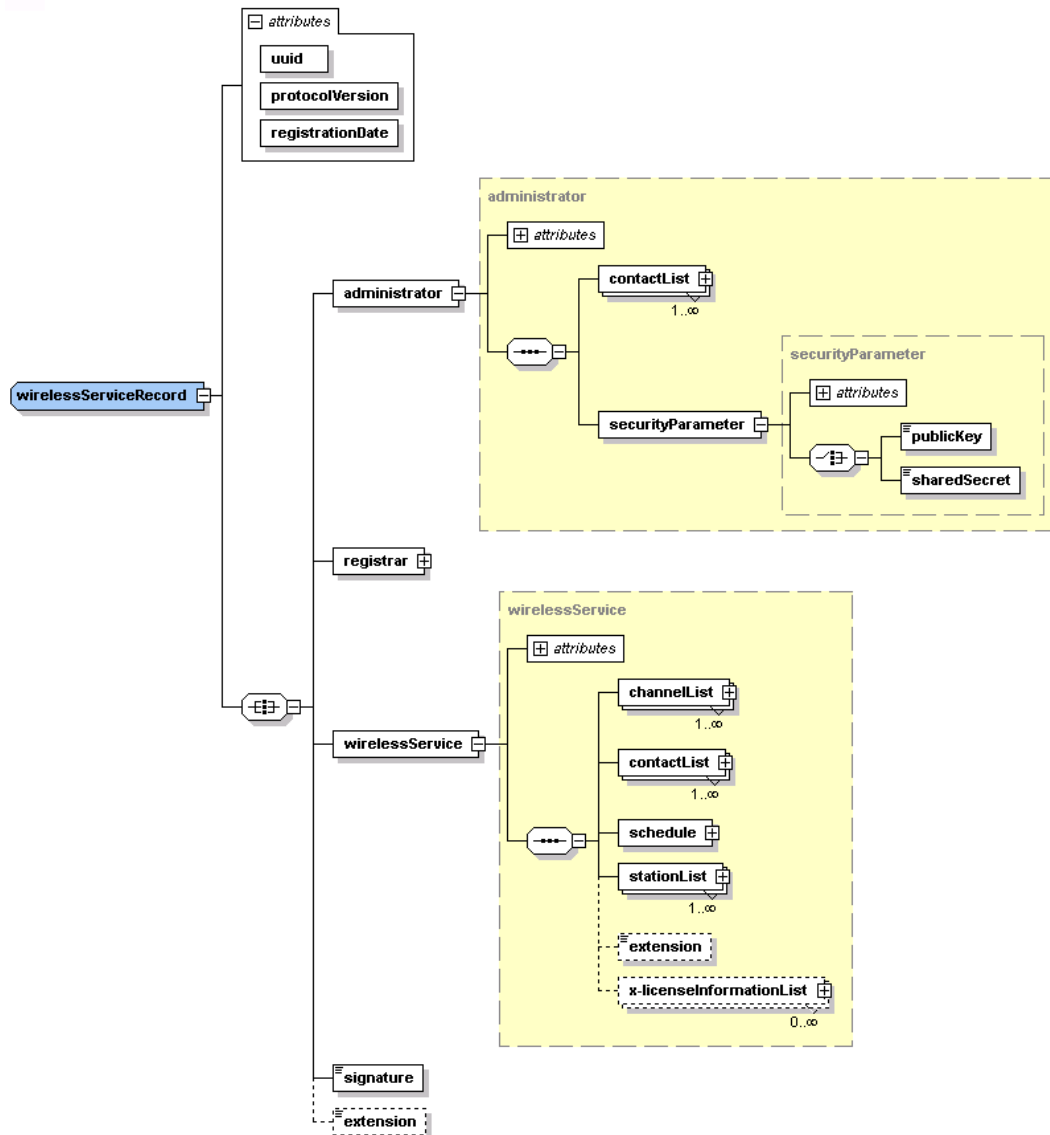 attributes
uuid
protocolVersion
registrationDate
administrator
attributes
contactList
administrator
1..∞
securityParameter
attributes
wirelessServiceRecord
securityParameter
publicKey
sharedSecret
registrar
wirelessService
attributes
channelList
1..∞
wirelessService
contactList
1..∞
schedule
stationList
1..∞
extension
x-licenseInformationList
0..∞
signature
extension